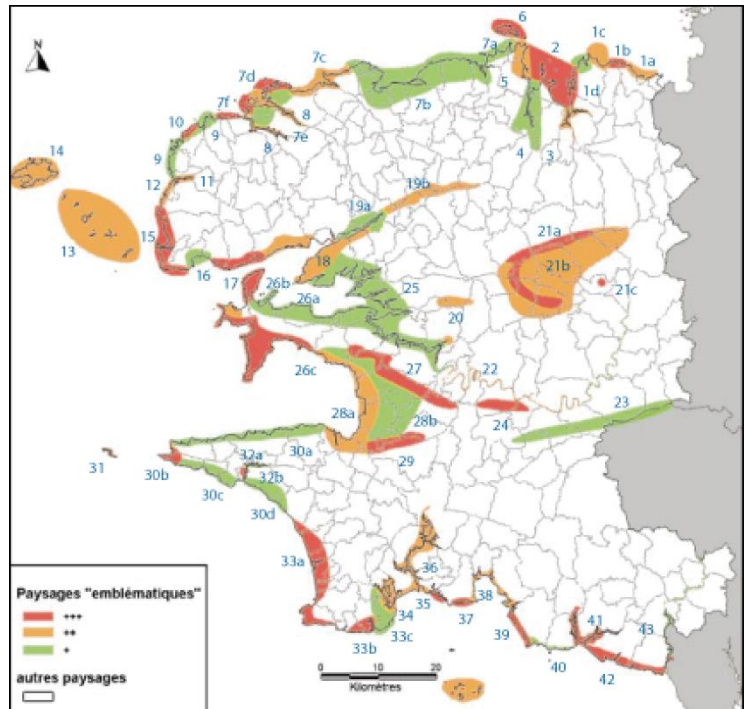 6
1c
2
1b
1a
7a
N
7c
5
7d
7b
1d
7f
8
10
9
8
7e
4
3
9
14
12
11
19b
13
19a
15
21a
18
21b
16
25
17
26b
21c
26a
20
27
22
26c
23
28a
28b
24
29
32a
30a
31
30b
32b
30c
30d
33a
36
Paysages "emblématiques"
38
+++
35
34
37
41
43
++
39
+
33b
33c
40
42
autres paysages
0 10 20
Kilomètres